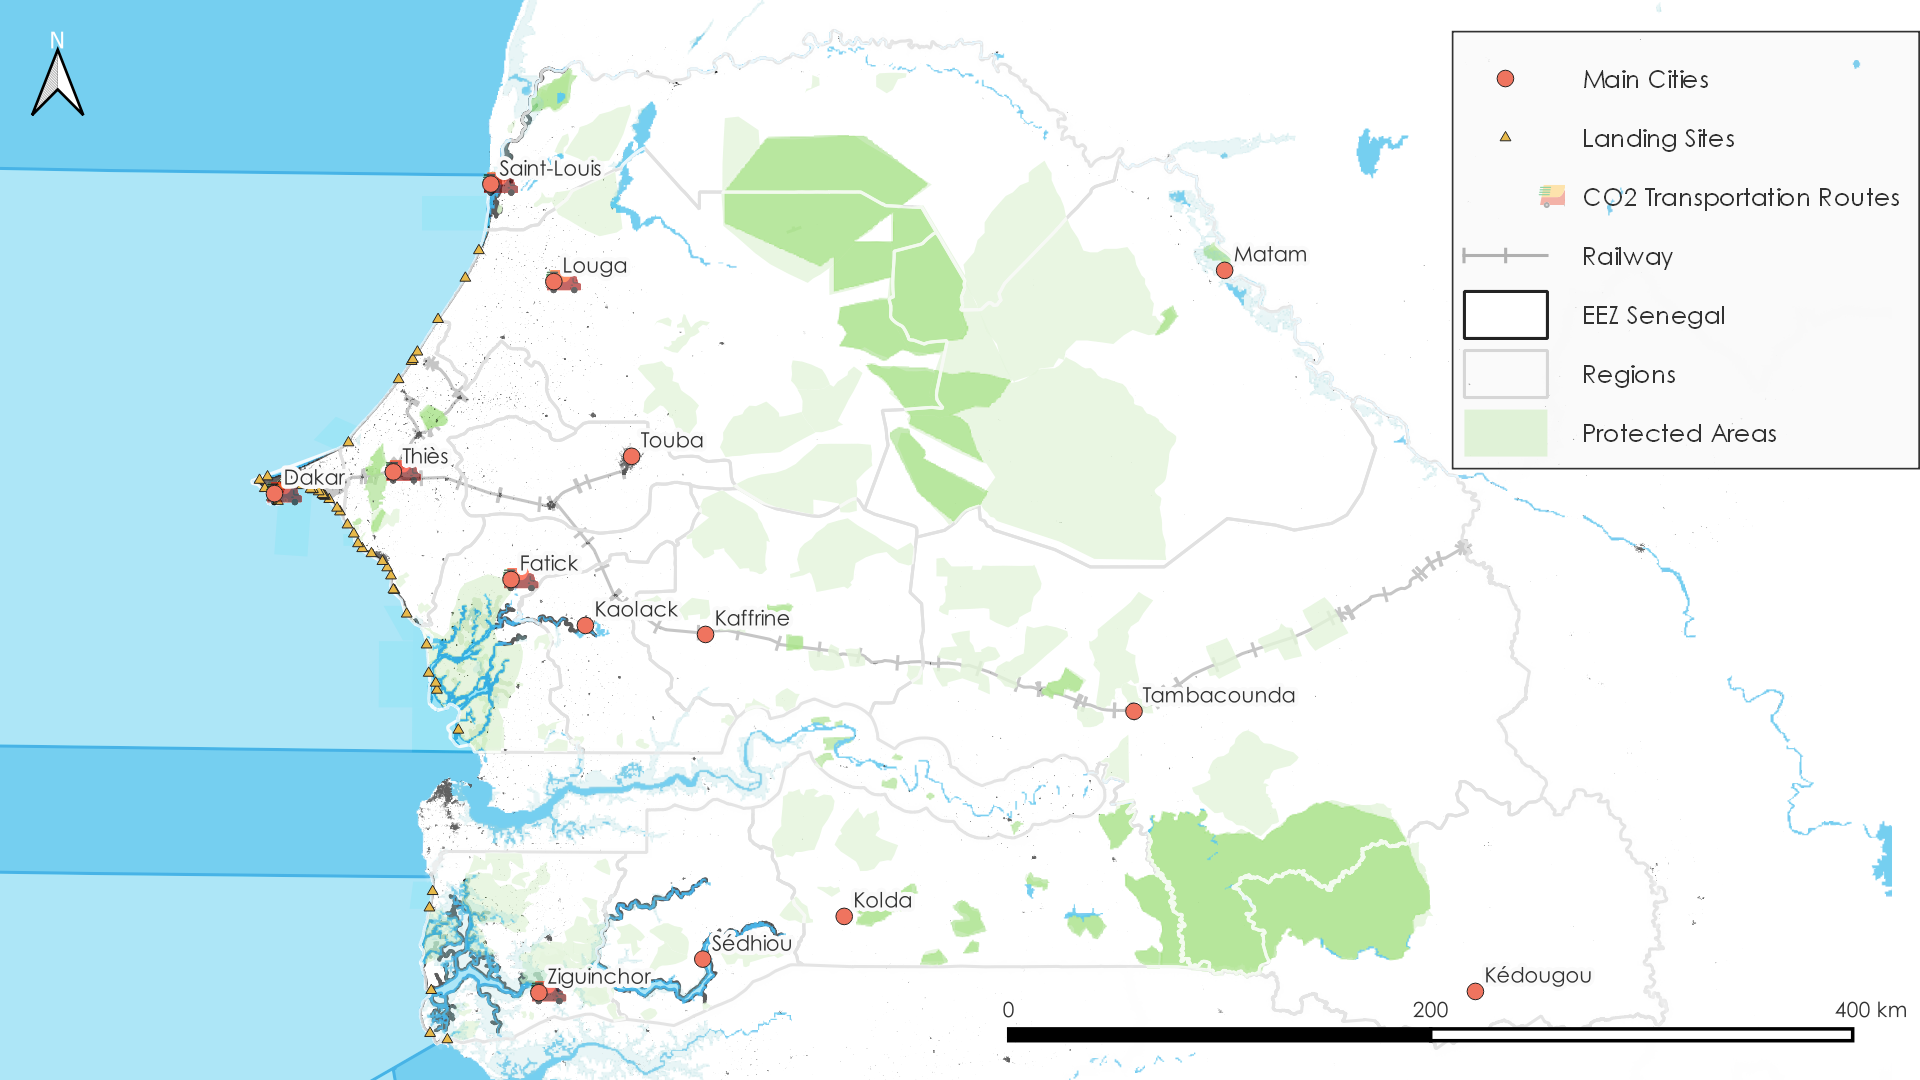 N
Main Cities
Landing Sites
CO2 Transportation Routes
Railway
EEZ Senegal
Regions
Protected Areas
Saint-Louis
Louga
Matam
Touba
Thiès
Dakar
Fatick
Kaolack
Kaffrine
Tambacounda
Kolda
Sédhiou
Ziguinchor
Kédougou
0 200 400 km